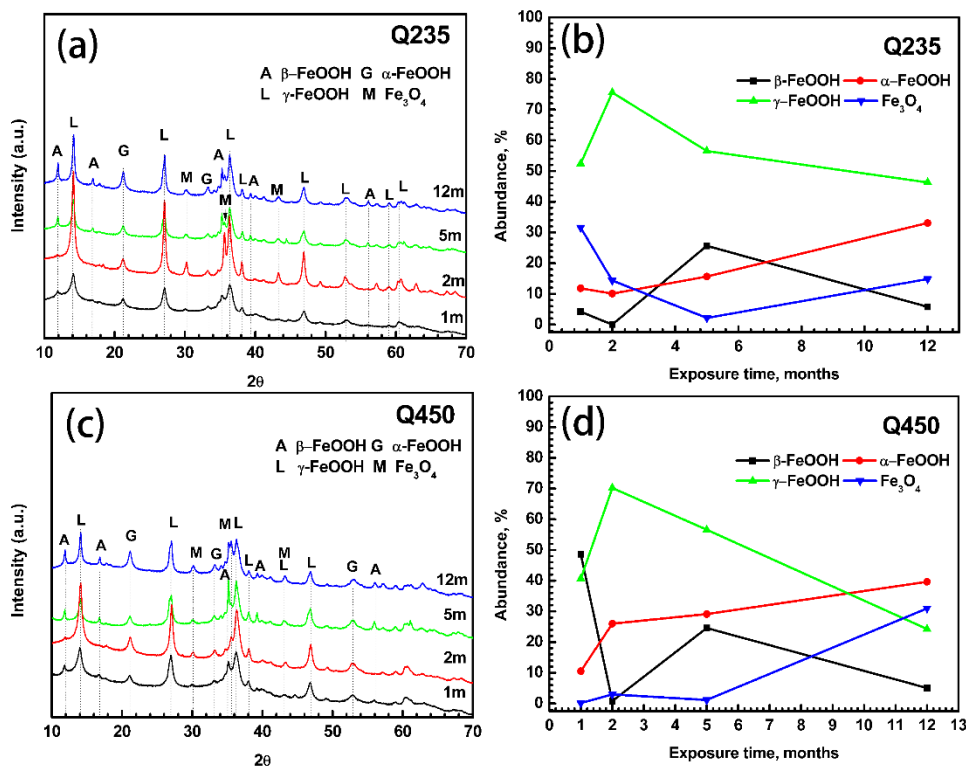 (a)
Q235
A β–FeOOH G α-FeOOH
L γ-FeOOH M Fe₃O₄
A L A G L M G A L M L A M L L A L L
12m
5m
2m
1m
Intensity (a.u.)
10 20 30 40 50 60 70
2θ
(b)
Q235
β-FeOOH α–FeOOH
γ–FeOOH Fe₃O₄
Abundance, %
100
90
80
70
60
50
40
30
20
10
0
0 2 4 6 8 10 12
Exposure time, months
(c)
Q450
A β–FeOOH G α-FeOOH
L γ-FeOOH M Fe₃O₄
A L A G L M G M A L L A M L L G A
12m
5m
2m
1m
Intensity (a.u.)
10 20 30 40 50 60 70
2θ
(d)
Q450
β-FeOOH α–FeOOH
γ–FeOOH Fe₃O₄
Abundance, %
100
90
80
70
60
50
40
30
20
10
0
0 1 2 3 4 5 6 7 8 9 10 11 12 13
Exposure time, months